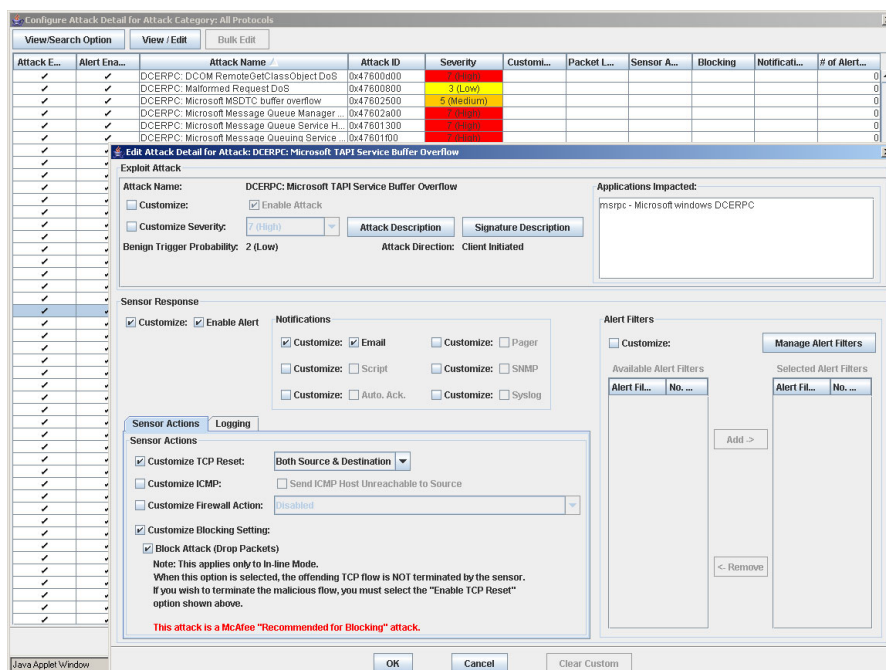 Configure Attack Detail for Attack Category: All Protocols
View/Search Option View / Edit Bulk Edit
Attack E... Alert Ena... Attack Name Attack ID Severity Customi... Packet L... Sensor A... Blocking Notificati... # of Alert...
DCERPC: DCOM RemoteGetClassObject DoS 0x47600d00 7 (High) 0
DCERPC: Malformed Request DoS 0x47600800 3 (Low) 0
DCERPC: Microsoft MSDTC buffer overflow 0x47602500 5 (Medium) 0
DCERPC: Microsoft Message Queue Manager ... 0x47602a00 7 (High) 0
DCERPC: Microsoft Message Queue Service H... 0x47601300 7 (High) 0
DCERPC: Microsoft Message Queuing Service ... 0x47601f00 7 (High) 0
Edit Attack Detail for Attack: DCERPC: Microsoft TAPI Service Buffer Overflow
Exploit Attack
Attack Name: DCERPC: Microsoft TAPI Service Buffer Overflow
Applications Impacted:
Customize: Enable Attack
msrpc - Microsoft windows DCERPC
Customize Severity: 7 (High) Attack Description Signature Description
Benign Trigger Probability: 2 (Low) Attack Direction: Client Initiated
Sensor Response
Customize: Enable Alert
Notifications
Customize: Email Customize: Pager
Customize: Script Customize: SNMP
Customize: Auto. Ack. Customize: Syslog
Alert Filters
Customize: Manage Alert Filters
Available Alert Filters Selected Alert Filters
Alert Fil... No. ... Alert Fil... No. ...
Add ->
<- Remove
Sensor Actions Logging
Sensor Actions
Customize TCP Reset: Both Source & Destination
Customize ICMP: Send ICMP Host Unreachable to Source
Customize Firewall Action: Disabled
Customize Blocking Setting:
Block Attack (Drop Packets)
Note: This applies only to In-line Mode.
When this option is selected, the offending TCP flow is NOT terminated by the sensor.
If you wish to terminate the malicious flow, you must select the "Enable TCP Reset"
option shown above.
This attack is a McAfee "Recommended for Blocking" attack.
OK Cancel Clear Custom
Java Applet Window